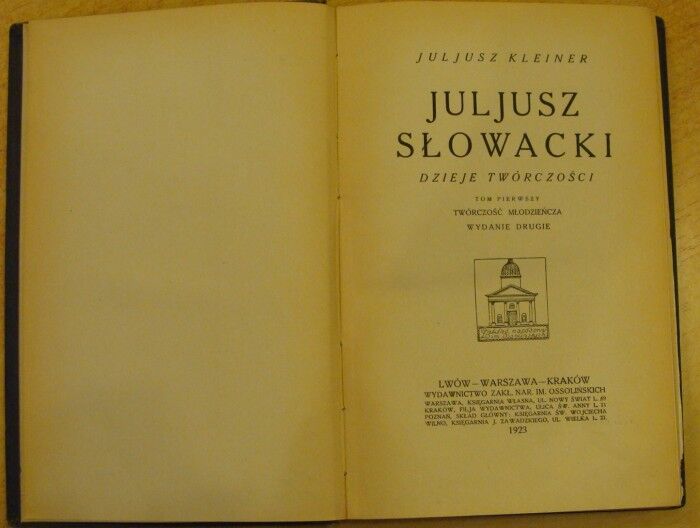 JULJUSZ KLEINER
JULJUSZ
SŁOWACKI
DZIEJE TWÓRCZOŚCI
TOM PIERWSZY
TWÓRCZOŚĆ MŁODZIEŃCZA
WYDANIE DRUGIE
LWÓW—WARSZAWA—KRAKÓW
WYDAWNICTWO ZAKŁ. NAR. IM. OSSOLIŃSKICH
WARSZAWA, KSIĘGARNIA WŁASNA, UL. NOWY ŚWIAT L. 69
KRAKÓW, FILJA WYDAWNICTWA, ULICA ŚW. ANNY L. 11
POZNAŃ, SKŁAD GŁÓWNY: KSIĘGARNIA ŚW. WOJCIECHA
WILNO, KSIĘGARNIA J. ZAWADZKIEGO, UL. WIELKA L. 21.
1923